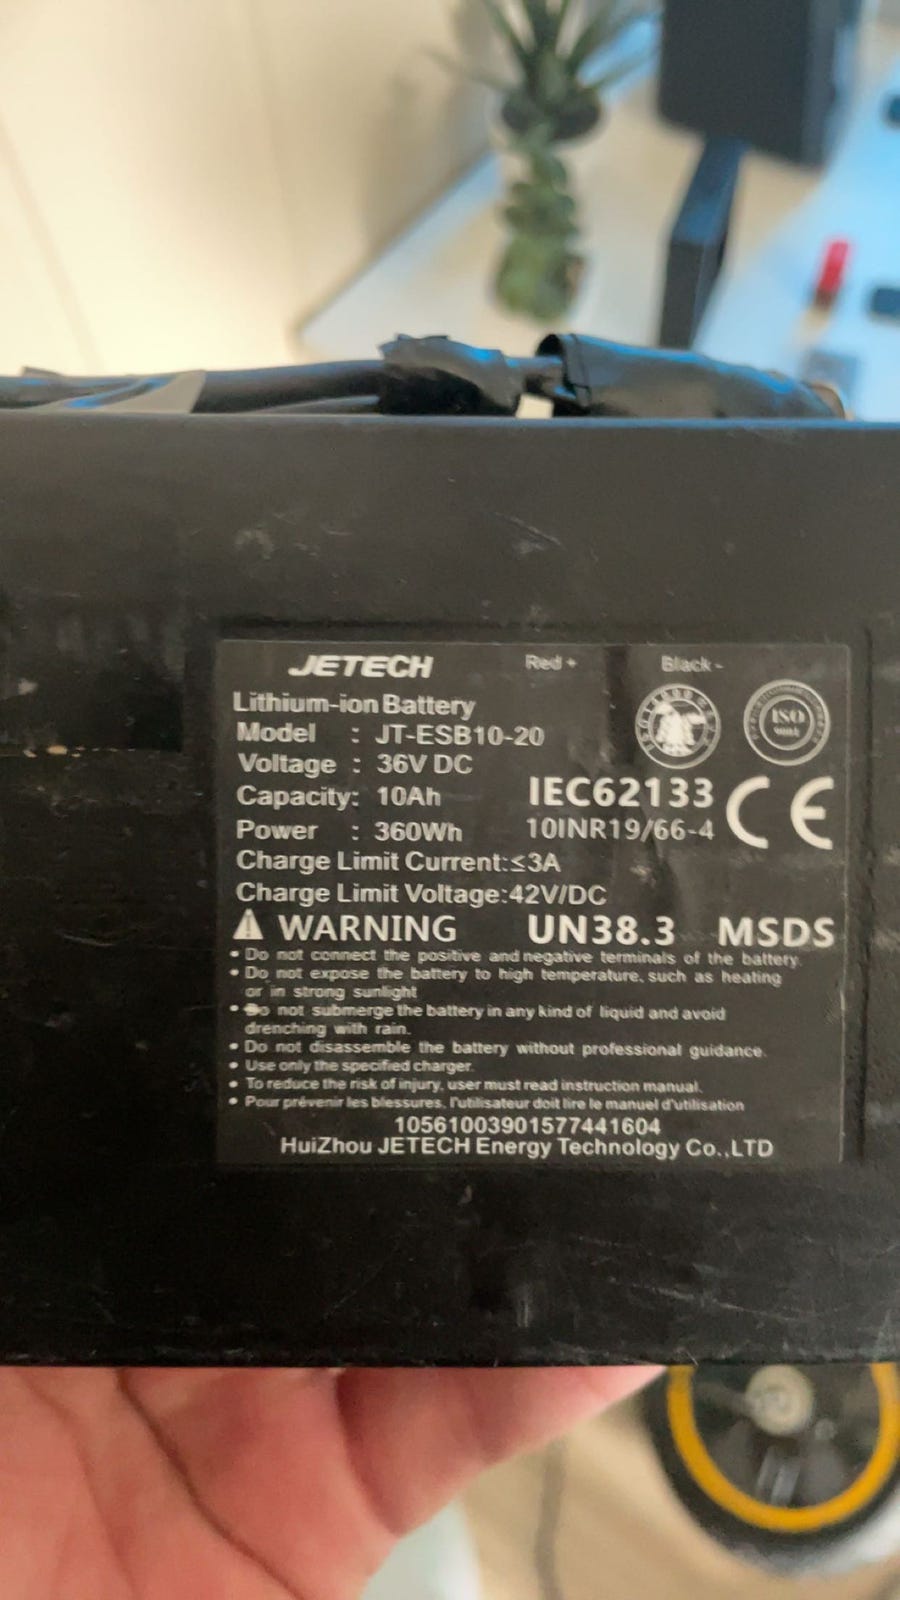 JETECH Red + Black -
Lithium-ion Battery
Model : JT-ESB10-20
ISO
Voltage : 36V DC
Capacity: 10Ah IEC62133 CE
Power : 360Wh 10INR19/66-4
Charge Limit Current:≤3A
Charge Limit Voltage:42V/DC
WARNING UN38.3 MSDS
• Do not connect the positive and negative terminals of the battery.
• Do not expose the battery to high temperature, such as heating
or in strong sunlight
• Do not submerge the battery in any kind of liquid and avoid
drenching with rain.
• Do not disassemble the battery without professional guidance.
• Use only the specified charger.
• To reduce the risk of injury, user must read instruction manual.
• Pour prévenir les blessures, l'utilisateur doit lire le manuel d'utilisation
10561003901577441604
HuiZhou JETECH Energy Technology Co.,LTD